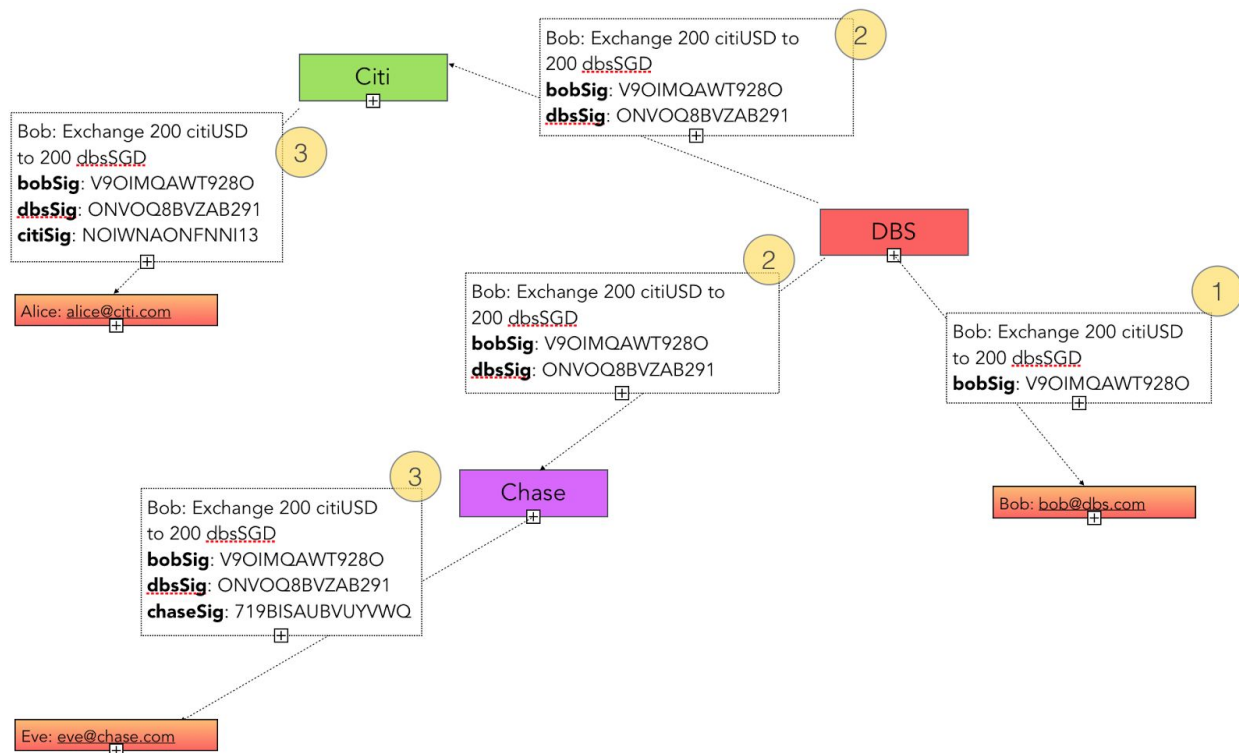 Bob: Exchange 200 citiUSD to
200 dbsSGD
bobSig: V9OIMQAWT928O
dbsSig: ONVOQ8BVZAB291
2
Citi
Bob: Exchange 200 citiUSD
to 200 dbsSGD
bobSig: V9OIMQAWT928O
dbsSig: ONVOQ8BVZAB291
citiSig: NOIWNAONFNNI13
3
DBS
Bob: Exchange 200 citiUSD to
200 dbsSGD
bobSig: V9OIMQAWT928O
dbsSig: ONVOQ8BVZAB291
2
Bob: Exchange 200 citiUSD
to 200 dbsSGD
bobSig: V9OIMQAWT928O
1
Alice: alice@citi.com
Chase
Bob: Exchange 200 citiUSD
to 200 dbsSGD
bobSig: V9OIMQAWT928O
dbsSig: ONVOQ8BVZAB291
chaseSig: 719BISAUBVUYVWQ
3
Bob: bob@dbs.com
Eve: eve@chase.com